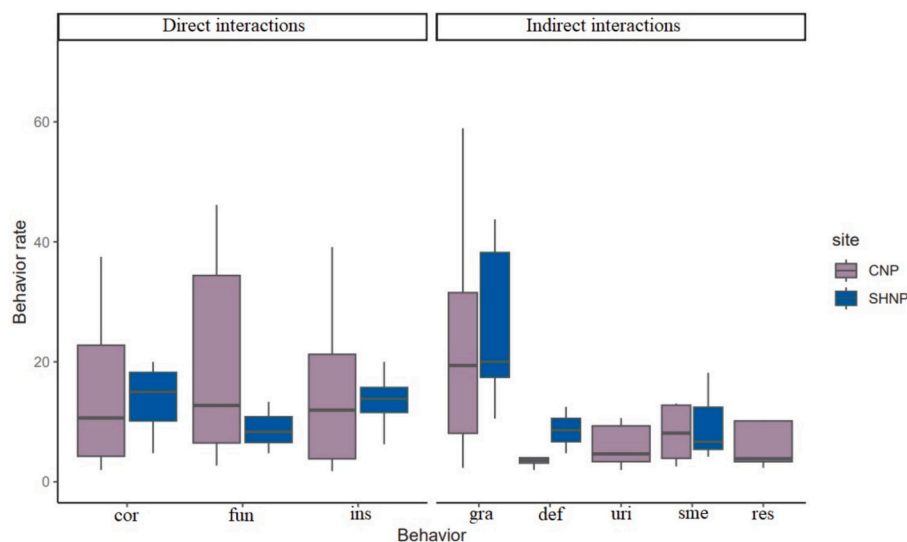 Direct interactions
Indirect interactions
Behavior rate
60
40
20
0
site
CNP
SHNP
cor
fun
ins
gra
def
uri
sme
res
Behavior